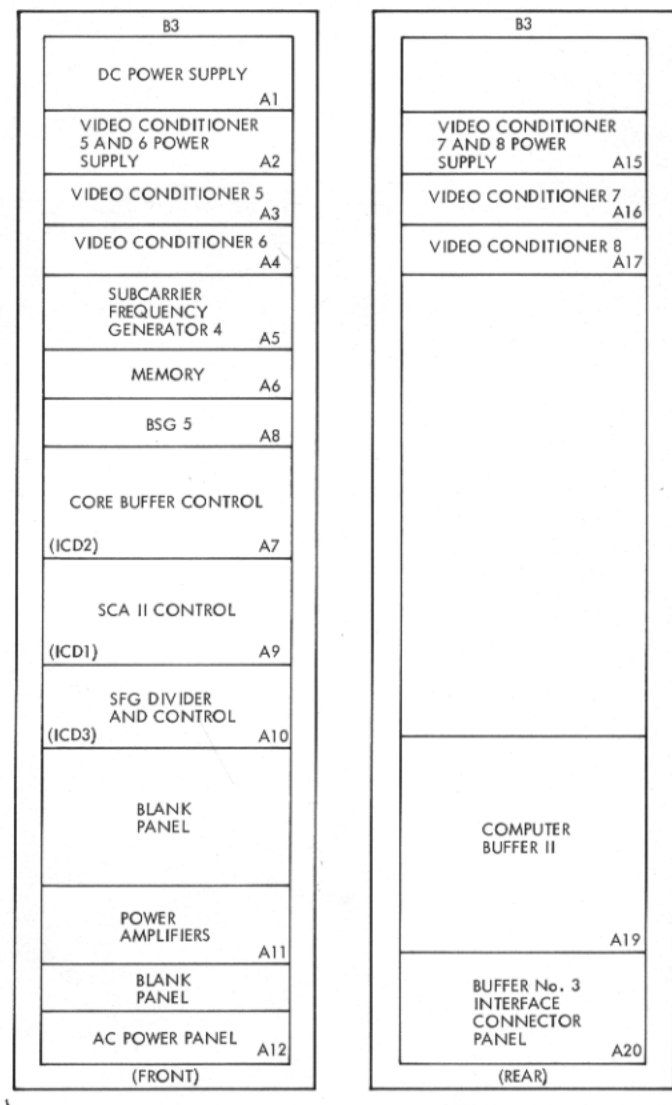 B3
DC POWER SUPPLY
A1
VIDEO CONDITIONER
5 AND 6 POWER
SUPPLY A2
VIDEO CONDITIONER 5
A3
VIDEO CONDITIONER 6
A4
SUBCARRIER
FREQUENCY
GENERATOR 4 A5
MEMORY
A6
BSG 5
A8
CORE BUFFER CONTROL
(ICD2) A7
SCA II CONTROL
(ICD1) A9
SFG DIVIDER
AND CONTROL
(ICD3) A10
BLANK
PANEL
POWER
AMPLIFIERS
A11
BLANK
PANEL
AC POWER PANEL
A12
(FRONT)
B3
VIDEO CONDITIONER
7 AND 8 POWER
SUPPLY A15
VIDEO CONDITIONER 7
A16
VIDEO CONDITIONER 8
A17
COMPUTER
BUFFER II
A19
BUFFER No. 3
INTERFACE
CONNECTOR
PANEL
A20
(REAR)